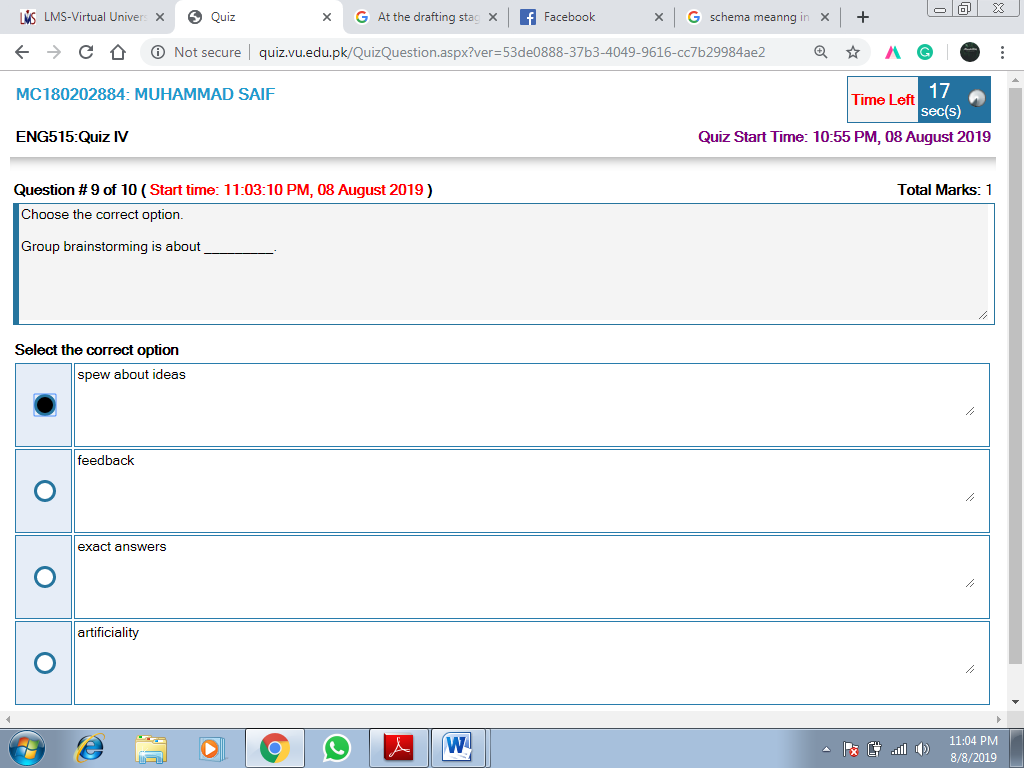 LMS-Virtual Univers
Quiz
At the drafting stag
Facebook
schema meanng in
Not secure
quiz.vu.edu.pk/QuizQuestion.aspx?ver=53de0888-37b3-4049-9616-cc7b29984ae2
MC180202884: MUHAMMAD SAIF
Time Left 17 sec(s)
ENG515:Quiz IV
Quiz Start Time: 10:55 PM, 08 August 2019
Question # 9 of 10 ( Start time: 11:03:10 PM, 08 August 2019 )
Total Marks: 1
Choose the correct option.
Group brainstorming is about _________.
Select the correct option
spew about ideas
feedback
exact answers
artificiality
11:04 PM
8/8/2019